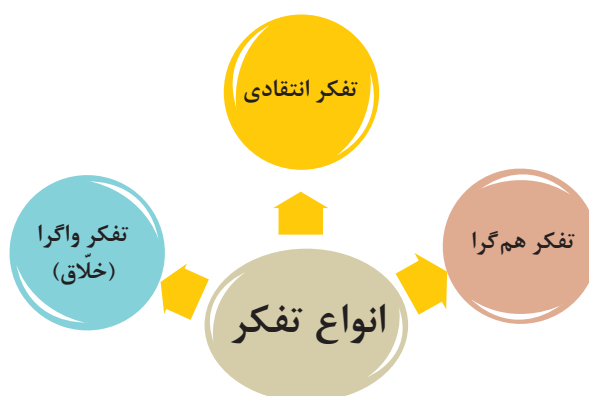 تفکر انتقادی
تفکر هم‌گرا
تفکر واگرا
(خلّاق)
انواع تفکر